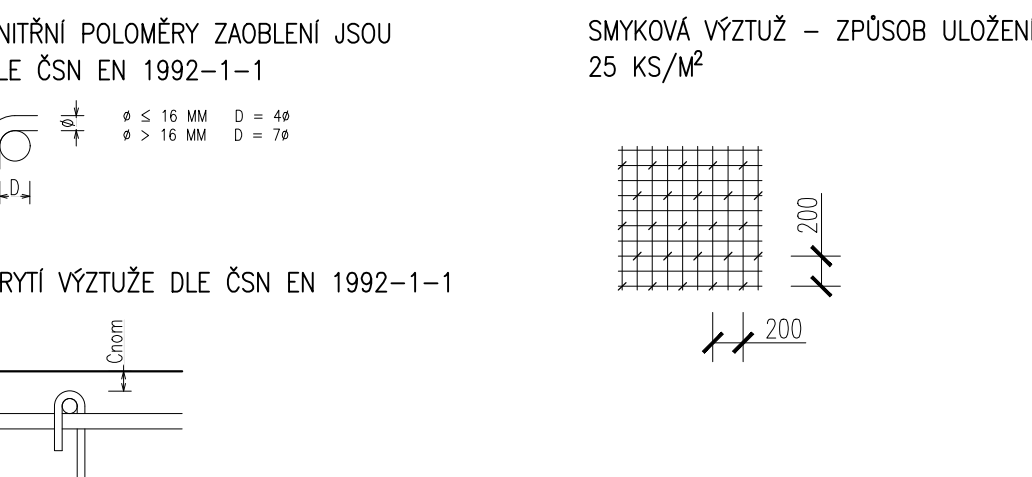 NITŘNÍ POLOMĚRY ZAOBLENÍ JSOU
LE ČSN EN 1992-1-1
ø
ø ≤ 16 MM D = 4ø
ø > 16 MM D = 7ø
D
RYTÍ VÝZTUŽE DLE ČSN EN 1992-1-1
Cnom
SMYKOVÁ VÝZTUŽ – ZPŮSOB ULOŽENÍ
25 KS/M²
200
200